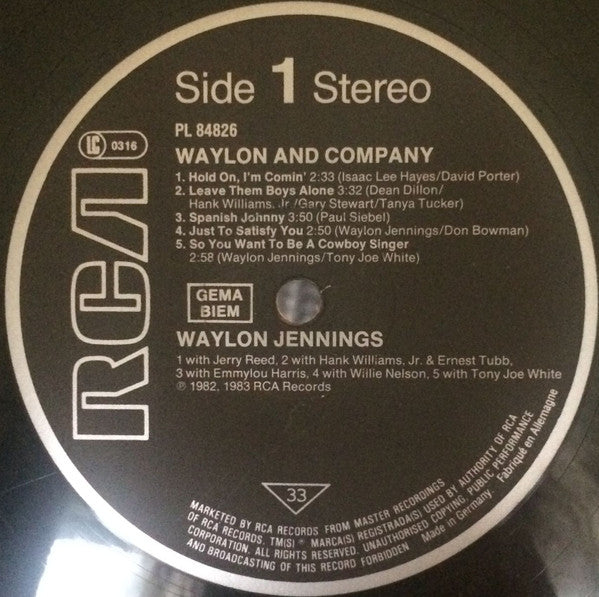 Side 1 Stereo
PL 84826
LC 0316
WAYLON AND COMPANY
1. Hold On, I'm Comin' 2:33 (Isaac Lee Hayes/David Porter)
2. Leave Them Boys Alone 3:32 (Dean Dillon/
Hank Williams, Jr./Gary Stewart/Tanya Tucker)
3. Spanish Johnny 3:50 (Paul Siebel)
4. Just To Satisfy You 2:50 (Waylon Jennings/Don Bowman)
5. So You Want To Be A Cowboy Singer
2:58 (Waylon Jennings/Tony Joe White)
RCA
GEMA
BIEM
WAYLON JENNINGS
1 with Jerry Reed, 2 with Hank Williams, Jr. & Ernest Tubb,
3 with Emmylou Harris, 4 with Willie Nelson, 5 with Tony Joe White
℗ 1982, 1983 RCA Records
33
MARKETED BY RCA RECORDS FROM MASTER RECORDINGS
OF RCA RECORDS. TM(S) ® MARCA(S) REGISTRADA(S) USED BY AUTHORITY OF RCA
CORPORATION. ALL RIGHTS RESERVED. UNAUTHORISED COPYING, PUBLIC PERFORMANCE
AND BROADCASTING OF THIS RECORD FORBIDDEN
Made in Germany. Fabriqué en Allemagne